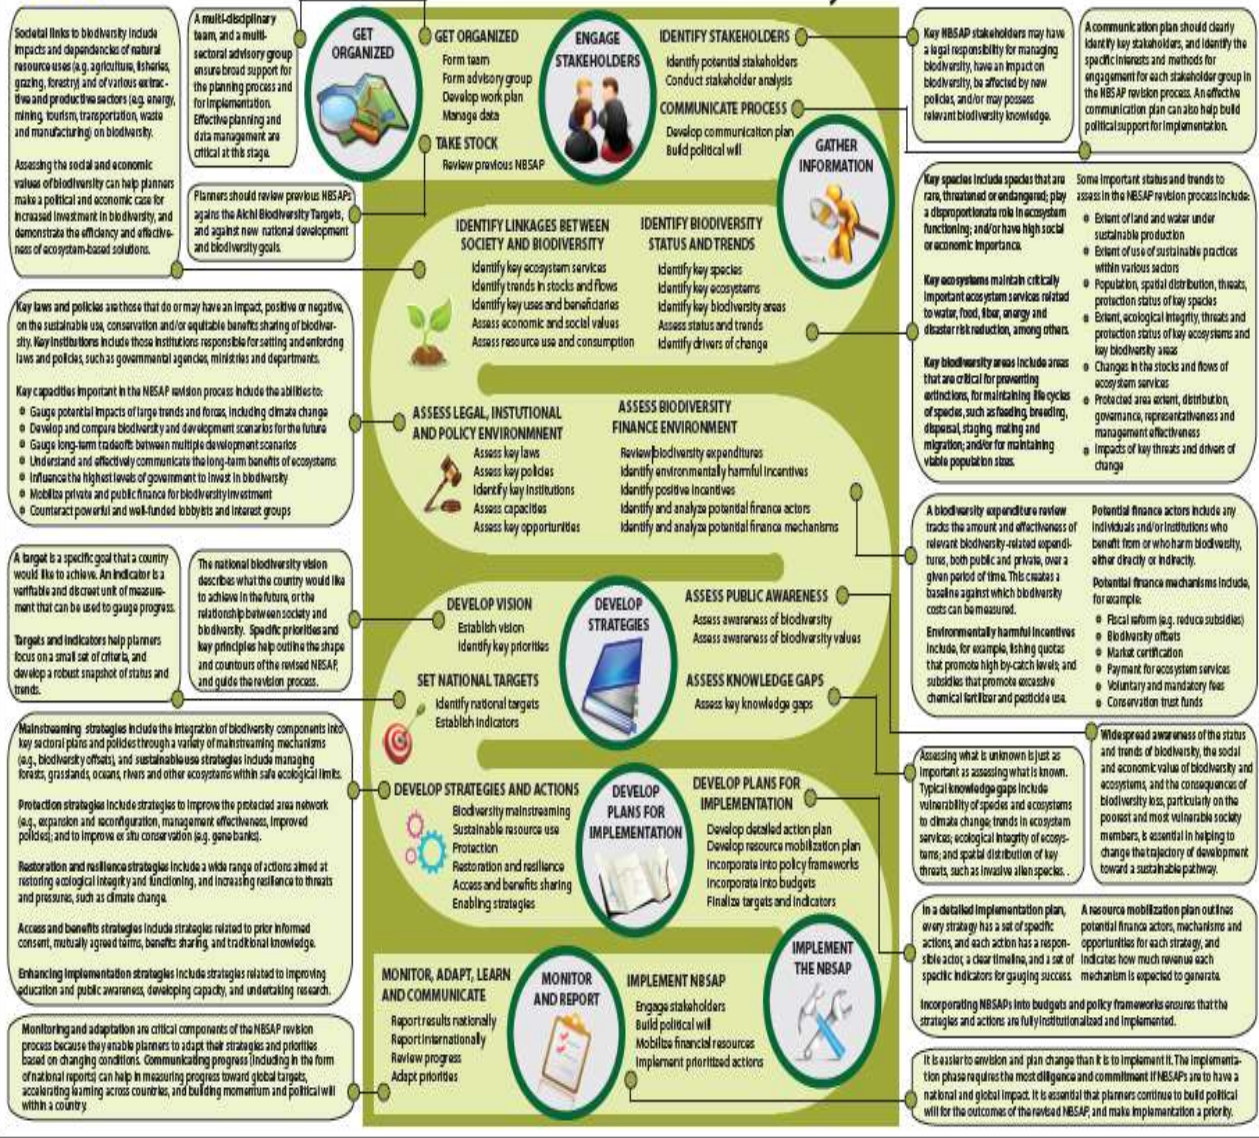 Societal links to biodiversity include
impacts and dependencies of natural
resource uses (e.g. agriculture, fisheries,
grazing, forestry) and of various extrac-
tive and productive sectors (e.g. energy,
mining, tourism, transportation, waste
and manufacturing) on biodiversity.
Assessing the social and economic
values of biodiversity can help planners
make a political and economic case for
increased investment in biodiversity, and
demonstrate the efficiency and effective-
ness of ecosystem-based solutions.
A multi-disciplinary
team, and a multi-
sectoral advisory group
ensure broad support for
the planning process and
for implementation.
Effective planning and
data management are
critical at this stage.
Planners should review previous NBSAPs
agains the Aichi Biodiversity Targets,
and against new national development
and biodiversity goals.
GET
ORGANIZED
GET ORGANIZED
Form team
Form advisory group
Develop work plan
Manage data
TAKE STOCK
Review previous NBSAP
ENGAGE
STAKEHOLDERS
IDENTIFY STAKEHOLDERS
Identify potential stakeholders
Conduct stakeholder analysis
COMMUNICATE PROCESS
Develop communicaiton plan
Build political will
GATHER
INFORMATION
Key NBSAP stakeholders may have
a legal responsibility for managing
biodiversity, have an impact on
biodiversity, be affected by new
policies, and/or may possess
relevant biodiversity knowledge.
A communication plan should clearly
identify key stakeholders, and identify the
specific interests and methods for
engagement for each stakeholder group in
the NBSAP revision process. An effective
communication plan can also help build
political support for implementation.
IDENTIFY LINKAGES BETWEEN
SOCIETY AND BIODIVERSITY
Identify key ecosystem services
Identify trends in stocks and flows
Identify key uses and beneficiaries
Assess economic and social values
Assess resource use and consumption
IDENTIFY BIODIVERSITY
STATUS AND TRENDS
Identify key species
Identify key ecosystems
Identify key biodiversity areas
Assess status and trends
Identify drivers of change
Key species include species that are
rare, threatened or endangered; play
a disproportionate role in ecosystem
functioning; and/or have high social
or economic importance.
Key ecosystems maintain critically
important ecosystem services related
to water, food, fiber, energy and
disaster risk reduction, among others.
Key biodiversity areas include areas
that are critical for preventing
extinctions, for maintaining life cycles
of species, such as feeding, breeding,
dispersal, staging, mating and
migration; and/or for maintaining
viable population sizes.
Some important status and trends to
assess in the NBSAP revision process include:
Extent of land and water under
sustainable production
Extent of use of sustainable practices
within various sectors
Population, spatial distribution, threats,
protection status of key species
Extent, ecological integrity, threats and
protection status of key ecosystems and
key biodiversity areas
Changes in the stocks and flows of
ecosystem services
Protected area extent, distribution,
governance, representativeness and
management effectiveness
Impacts of key threats and drivers of
change
Key laws and policies are those that do or may have an impact, positive or negative,
on the sustainable use, conservation and/or equitable benefits sharing of biodiver-
sity. Key institutions include those institutions responsible for setting and enforcing
laws and policies, such as governmental agencies, ministries and departments.
Key capacities important in the NBSAP revision process include the abilities to:
Gauge potential impacts of large trends and forces, including climate change
Develop and compare biodiversity and development scenarios for the future
Gauge long-term tradeoffs between multiple development scenarios
Understand and effectively communicate the long-term benefits of ecosystems
Influence the highest levels of government to invest in biodiversity
Mobilize private and public finance for biodiversity investment
Counteract powerful and well-funded lobbyists and interest groups
ASSESS LEGAL, INSTUTIONAL
AND POLICY ENVIRONMNENT
Assess key laws
Assess key policies
Identify key institutions
Assess capacities
Assess key opportunities
ASSESS BIODIVERSITY
FINANCE ENVIRONMENT
Review biodiversity expenditures
Identify environmentally harmful incentives
Identify positive incentives
Identify and analyze potential finance actors
Identify and analyze potential finance mechanisms
A biodiversity expenditure review
tracks the amount and effectiveness of
relevant biodiversity-related expendi-
tures, both public and private, over a
given period of time. This creates a
baseline against which biodiversity
costs can be measured.
Environmentally harmful incentives
include, for example, fishing quotas
that promote high by-catch levels; and
subsidies that promote excessive
chemical fertilizer and pesticide use.
Potential finance actors include any
individuals and/or institutions who
benefit from or who harm biodiversity,
either directly or indirectly.
Potential finance mechanisms include,
for example:
Fiscal reform (e.g. reduce subsidies)
Biodiversity offsets
Market certification
Payment for ecosystem services
Voluntary and mandatory fees
Conservation trust funds
A target is a specific goal that a country
would like to achieve. An indicator is a
verifiable and discreet unit of measure-
ment that can be used to gauge progress.
Targets and indicators help planners
focus on a small set of criteria, and
develop a robust snapshot of status and
trends.
The national biodiversity vision
describes what the country would like
to achieve in the future, or the
relationship between society and
biodiversity. Specific priorities and
key principles help outline the shape
and countours of the revised NBSAP,
and guide the revision process.
DEVELOP VISION
Establish vision
Identify key priorities
SET NATIONAL TARGETS
Identify national targets
Establish indicators
DEVELOP
STRATEGIES
ASSESS PUBLIC AWARENESS
Assess awareness of biodiversity
Assess awareness of biodiversity values
ASSESS KNOWLEDGE GAPS
Assess key knowledge gaps
Assessing what is unknown is just as
important as assessing what is known.
Typical knowledge gaps include
vulnerability of species and ecosystems
to climate change; trends in ecosystem
services; ecological integrity of ecosys-
tems; and spatial distribution of key
threats, such as invasive alien species. .
Widespread awareness of the status
and trends of biodiversity, the social
and economic value of biodiversity and
ecosystems, and the consequences of
biodiversity loss, particularly on the
poorest and most vulnerable society
members, is essential in helping to
change the trajectory of development
toward a sustainable pathway.
Mainstreaming strategies include the integration of biodiversity components into
key sectoral plans and policies through a variety of mainstreaming mechanisms
(e.g., biodiversity offsets), and sustainable use strategies include managing
forests, grasslands, oceans, rivers and other ecosystems within safe ecological limits.
Protection strategies include strategies to improve the protected area network
(e.g., expansion and reconfiguration, management effectiveness, improved
policies); and to improve ex situ conservation (e.g. gene banks).
Restoration and resilience strategies include a wide range of actions aimed at
restoring ecological integrity and functioning, and increasing resilience to threats
and pressures, such as climate change.
Access and benefits strategies include strategies related to prior informed
consent, mutually agreed terms, benefits sharing, and traditional knowledge.
Enhancing implementation strategies include strategies related to improving
education and public awareness, developing capacity, and undertaking research.
DEVELOP STRATEGIES AND ACTIONS
Biodiversity mainstreaming
Sustainable resource use
Protection
Restoration and resilience
Access and benefits sharing
Enabling strategies
DEVELOP
PLANS FOR
IMPLEMENTATION
DEVELOP PLANS FOR
IMPLEMENTATION
Develop detailed action plan
Develop resource mobilization plan
Incorporate into policy frameworks
Incorporate into budgets
Finalize targets and indicators
In a detailed implementation plan,
every strategy has a set of specific
actions, and each action has a respon-
sible actor, a clear timeline, and a set of
specific indicators for gauging success.
A resource mobilization plan outlines
potential finance actors, mechanisms and
opportunities for each strategy, and
indicates how much revenue each
mechanism is expected to generate.
Incorporating NBSAPs into budgets and policy frameworks ensures that the
strategies and actions are fully institutionalized and implemented.
IMPLEMENT
THE NBSAP
MONITOR, ADAPT, LEARN
AND COMMUNICATE
Report results nationally
Report internationally
Review progress
Adapt priorities
MONITOR
AND REPORT
IMPLEMENT NBSAP
Engage stakeholders
Build political will
Mobilize financial resources
Implement prioritized actions
Monitoring and adaptation are critical components of the NBSAP revision
process because they enable planners to adapt their strategies and priorities
based on changing conditions. Communicating progress (including in the form
of national reports) can help in measuring progress toward global targets,
accelerating learning across countries, and building momentum and political will
within a country.
It is easier to envision and plan change than it is to implement it. The implementa-
tion phase requires the most diligence and commitment if NBSAPs are to have a
national and global impact. It is essential that planners continue to build political
will for the outcomes of the revised NBSAP, and make implementation a priority.